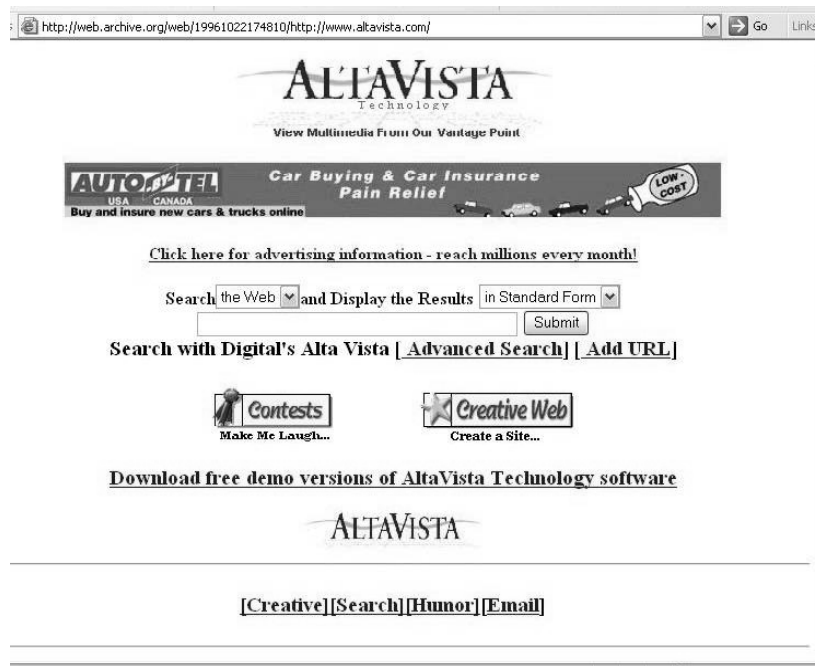 http://web.archive.org/web/19961022174810/http://www.altavista.com/ Go Links
ALTAVISTA
Technology
View Multimedia From Our Vantage Point
AUTO BY TEL
USA CANADA
Buy and insure new cars & trucks online
Car Buying & Car Insurance
Pain Relief
LOW-
COST
Click here for advertising information - reach millions every month!
Search the Web and Display the Results in Standard Form
Submit
Search with Digital's Alta Vista [ Advanced Search] [ Add URL]
Contests Creative Web
Make Me Laugh... Create a Site...
Download free demo versions of AltaVista Technology software
ALTAVISTA
[Creative][Search][Humor][Email]